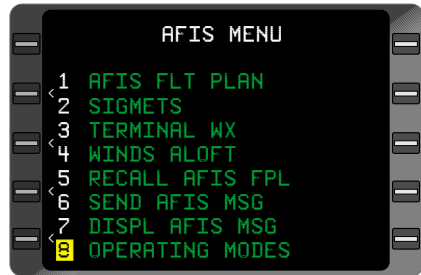 AFIS MENU
1 AFIS FLT PLAN
2 SIGMETS
3 TERMINAL WX
4 WINDS ALOFT
5 RECALL AFIS FPL
6 SEND AFIS MSG
7 DISPL AFIS MSG
8 OPERATING MODES